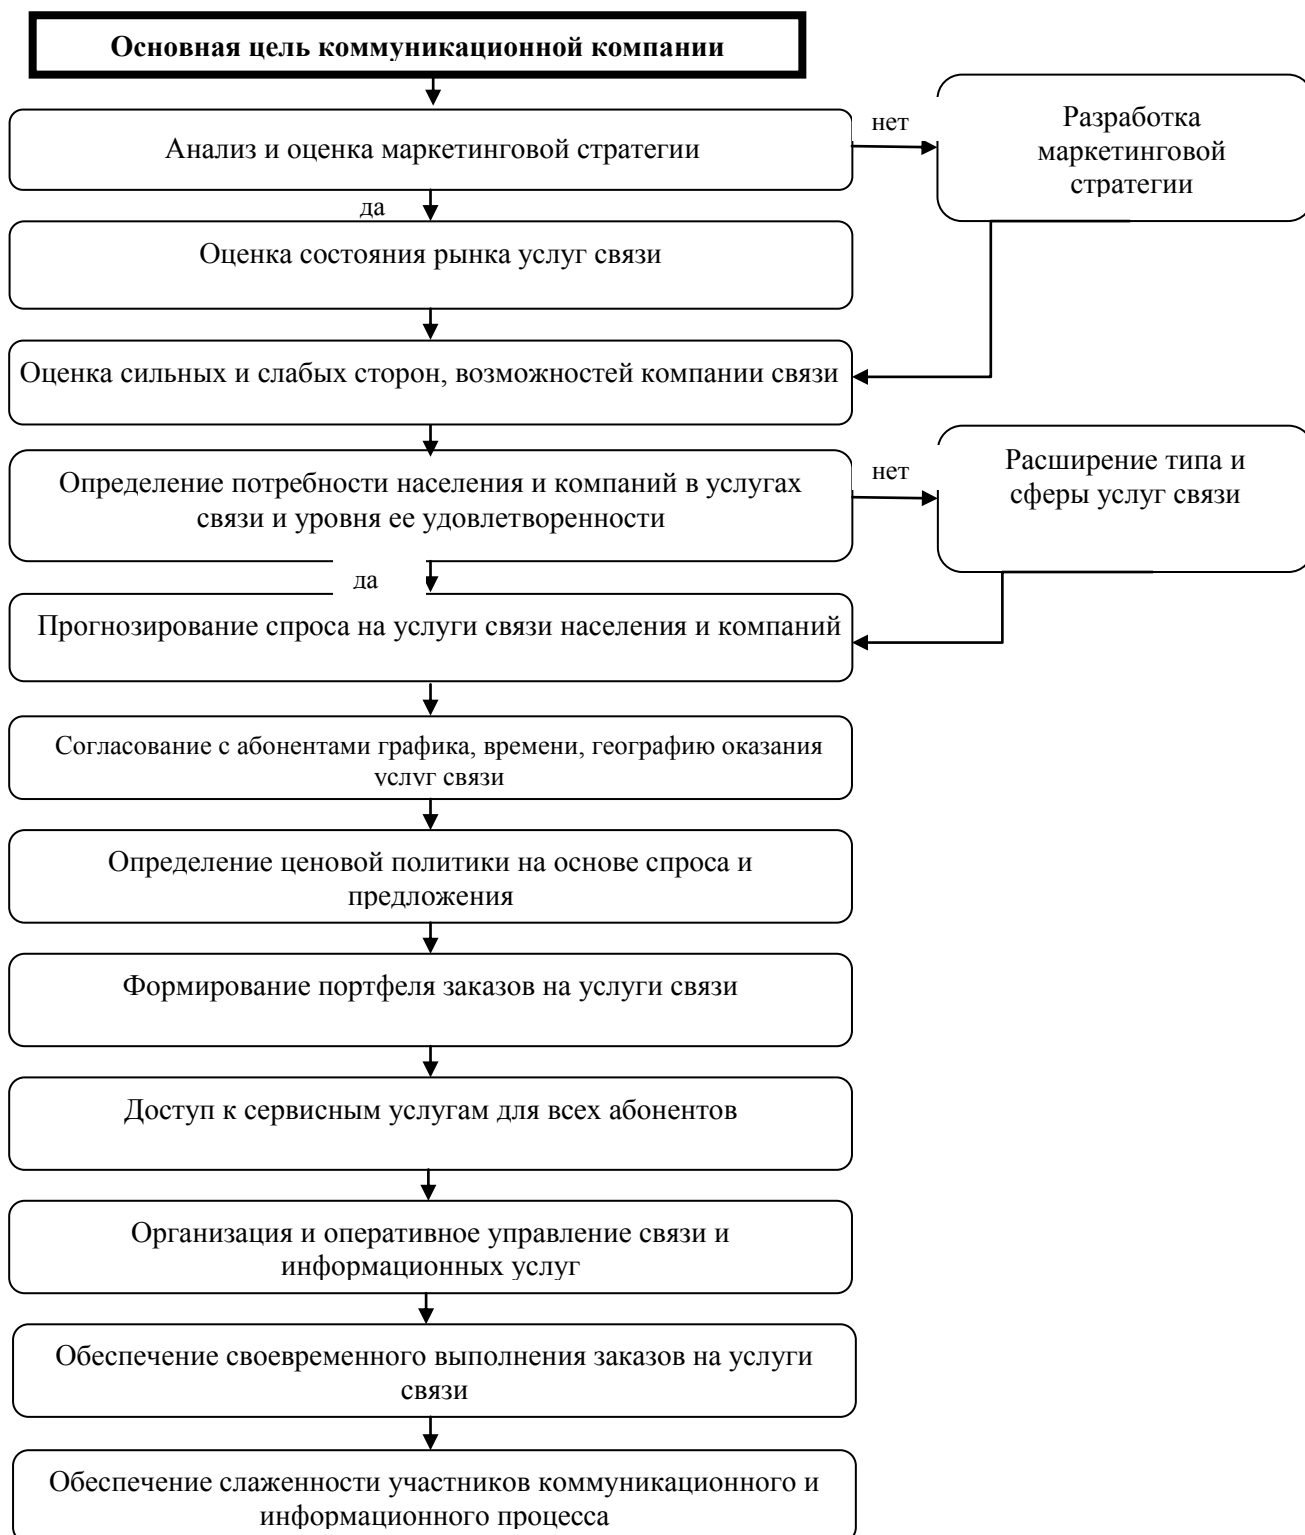 Основная цель коммуникационной компании
Анализ и оценка маркетинговой стратегии
нет
Разработка
маркетинговой
стратегии
да
Оценка состояния рынка услуг связи
Оценка сильных и слабых сторон, возможностей компании связи
Определение потребности населения и компаний в услугах
связи и уровня ее удовлетворенности
нет
Расширение типа и
сферы услуг связи
да
Прогнозирование спроса на услуги связи населения и компаний
Согласование с абонентами графика, времени, географию оказания
услуг связи
Определение ценовой политики на основе спроса и
предложения
Формирование портфеля заказов на услуги связи
Доступ к сервисным услугам для всех абонентов
Организация и оперативное управление связи и
информационных услуг
Обеспечение своевременного выполнения заказов на услуги
связи
Обеспечение слаженности участников коммуникационного и
информационного процесса